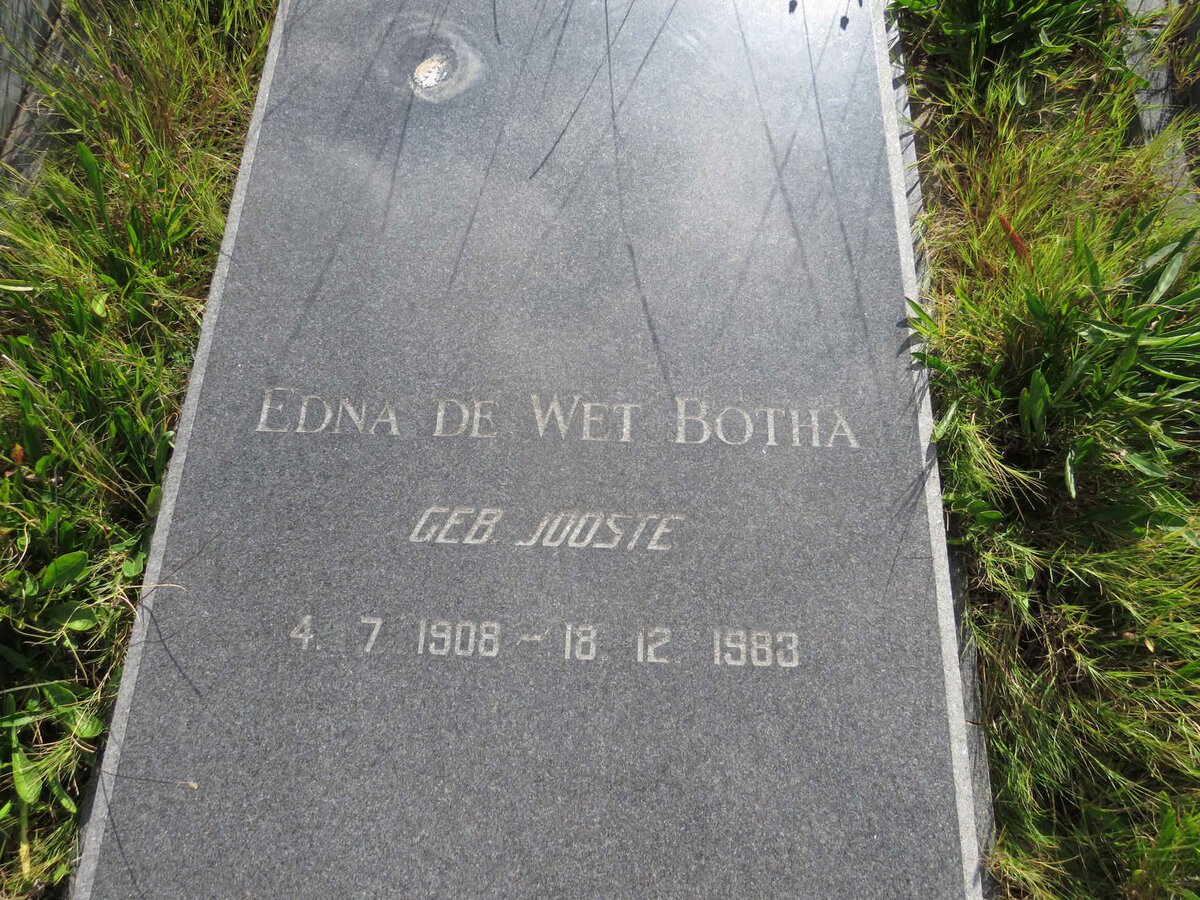 EDNA DE WET BOTHA
GEB. JOOSTE
4. 7. 1908 – 18. 12. 1983